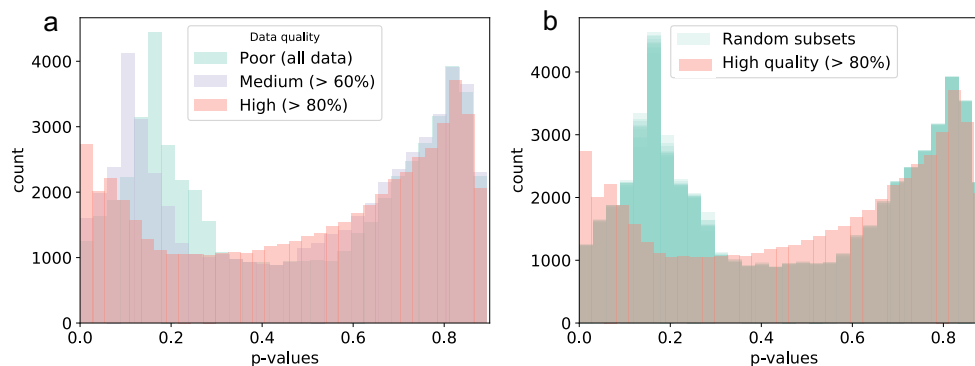 a
Data quality
Poor (all data)
Medium (> 60%)
High (> 80%)
count
4000
3000
2000
1000
0
0.0 0.2 0.4 0.6 0.8
p-values
b
Random subsets
High quality (> 80%)
count
4000
3000
2000
1000
0
0.0 0.2 0.4 0.6 0.8
p-values